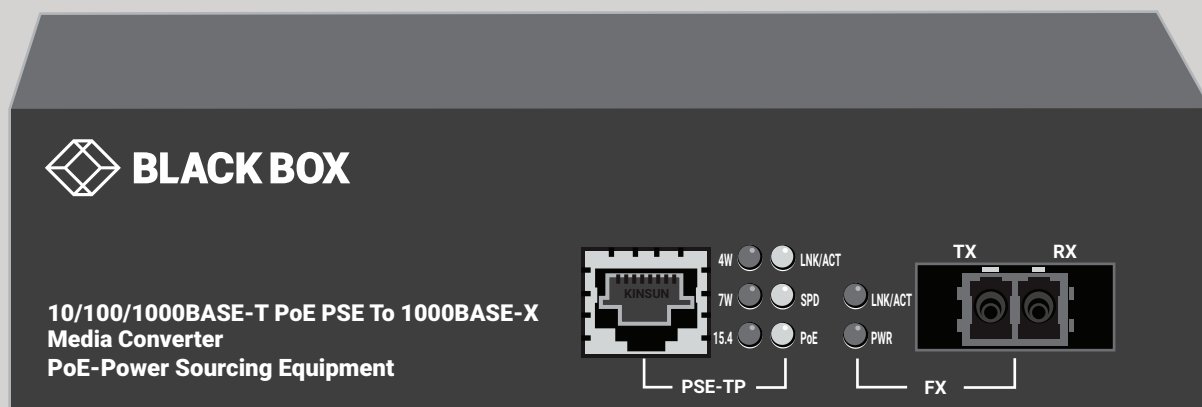 BLACK BOX
10/100/1000BASE-T PoE PSE To 1000BASE-X
Media Converter
PoE-Power Sourcing Equipment
KINSUN
4W LNK/ACT
7W SPD
15.4 PoE
PSE-TP
LNK/ACT
PWR
TX RX
FX